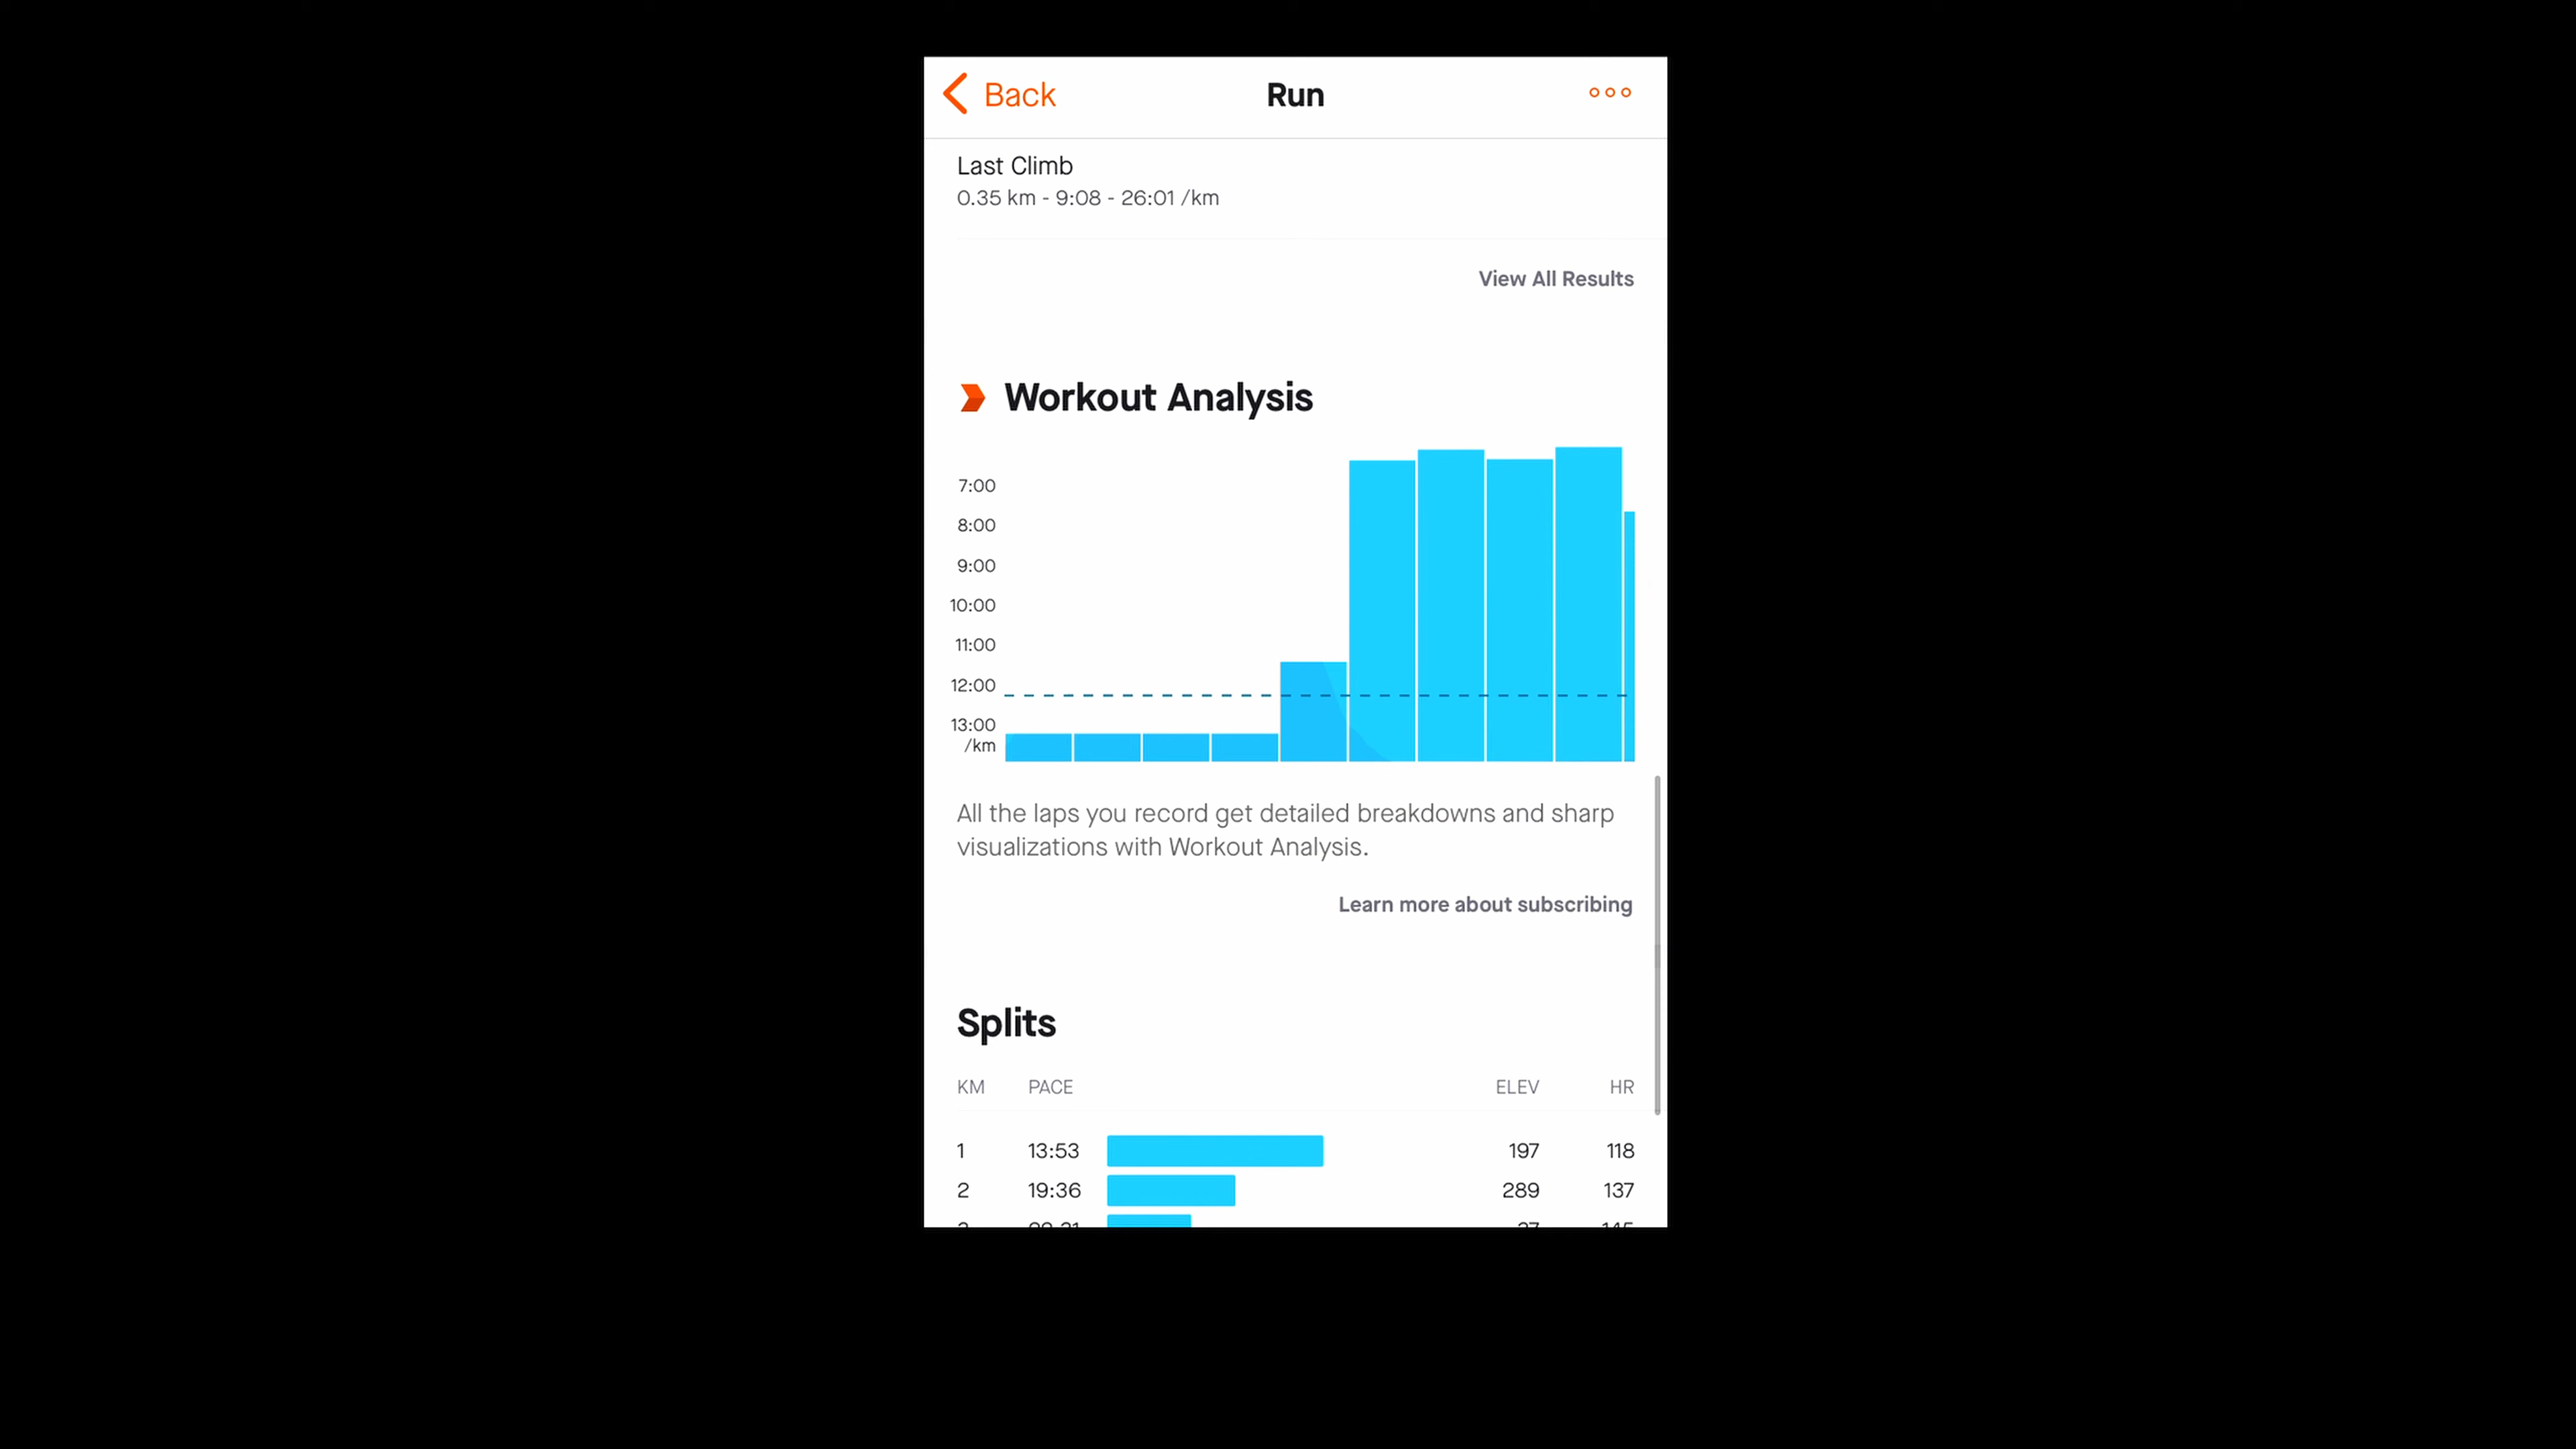 Back
Run
Last Climb
0.35 km - 9:08 - 26:01 /km
View All Results
Workout Analysis
7:00
8:00
9:00
10:00
11:00
12:00
13:00
/km
All the laps you record get detailed breakdowns and sharp
visualizations with Workout Analysis.
Learn more about subscribing
Splits
KM PACE ELEV HR
1 13:53 197 118
2 19:36 289 137